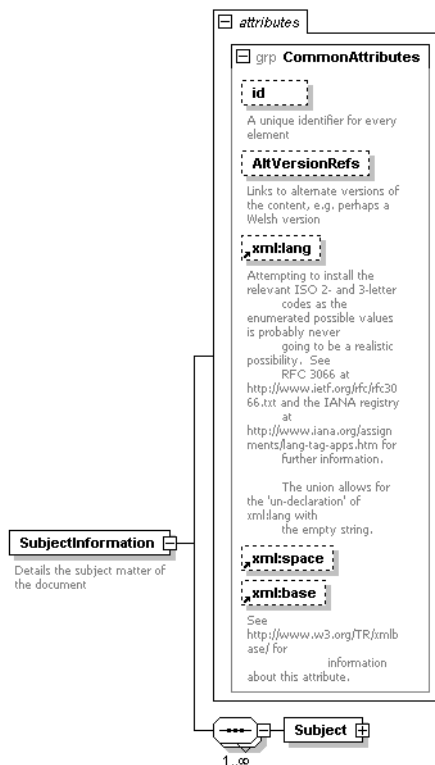 attributes
grp CommonAttributes
id
A unique identifier for every
element
AltVersionRefs
Links to alternate versions of
the content, e.g. perhaps a
Welsh version
xml:lang
Attempting to install the
relevant ISO 2- and 3-letter
codes as the
enumerated possible values
is probably never
going to be a realistic
possibility. See
RFC 3066 at
http://www.ietf.org/rfc/rfc30
66.txt and the IANA registry
at
http://www.iana.org/assign
ments/lang-tag-apps.htm for
further information.
The union allows for
the 'un-declaration' of
xml:lang with
the empty string.
xml:space
xml:base
See
http://www.w3.org/TR/xmlb
ase/ for
information
about this attribute.
SubjectInformation
Details the subject matter of
the document
Subject
1..∞